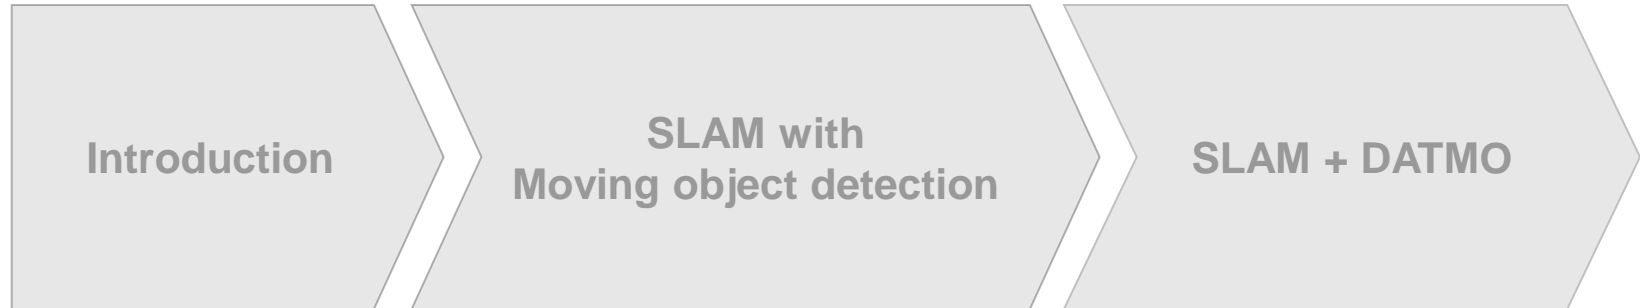 Introduction
SLAM with
Moving object detection
SLAM + DATMO